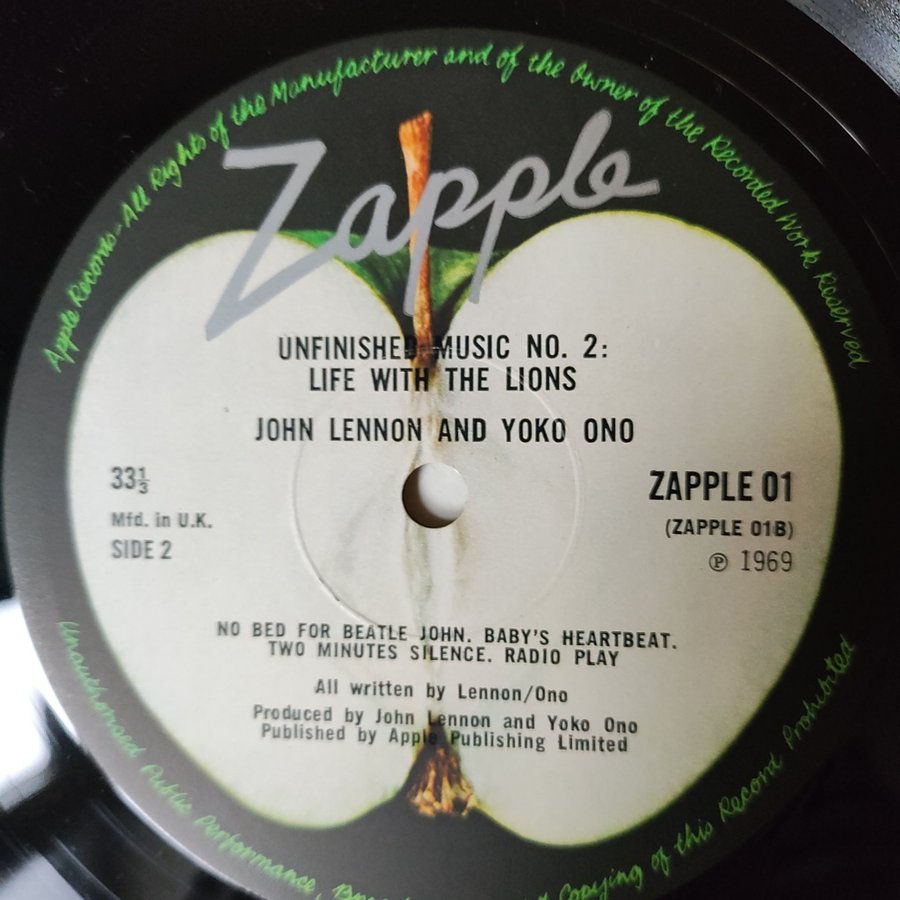 Apple Records-All Rights of the Manufacturer and of the Owner of the Recorded Work Reserved
Zapple
UNFINISHED MUSIC NO. 2:
LIFE WITH THE LIONS
JOHN LENNON AND YOKO ONO
33⅓
Mfd. in U.K.
SIDE 2
ZAPPLE 01
(ZAPPLE 01B)
℗ 1969
NO BED FOR BEATLE JOHN. BABY'S HEARTBEAT.
TWO MINUTES SILENCE. RADIO PLAY
All written by Lennon/Ono
Produced by John Lennon and Yoko Ono
Published by Apple Publishing Limited
Unauthorised Public Performance, Copying of this Record Prohibited